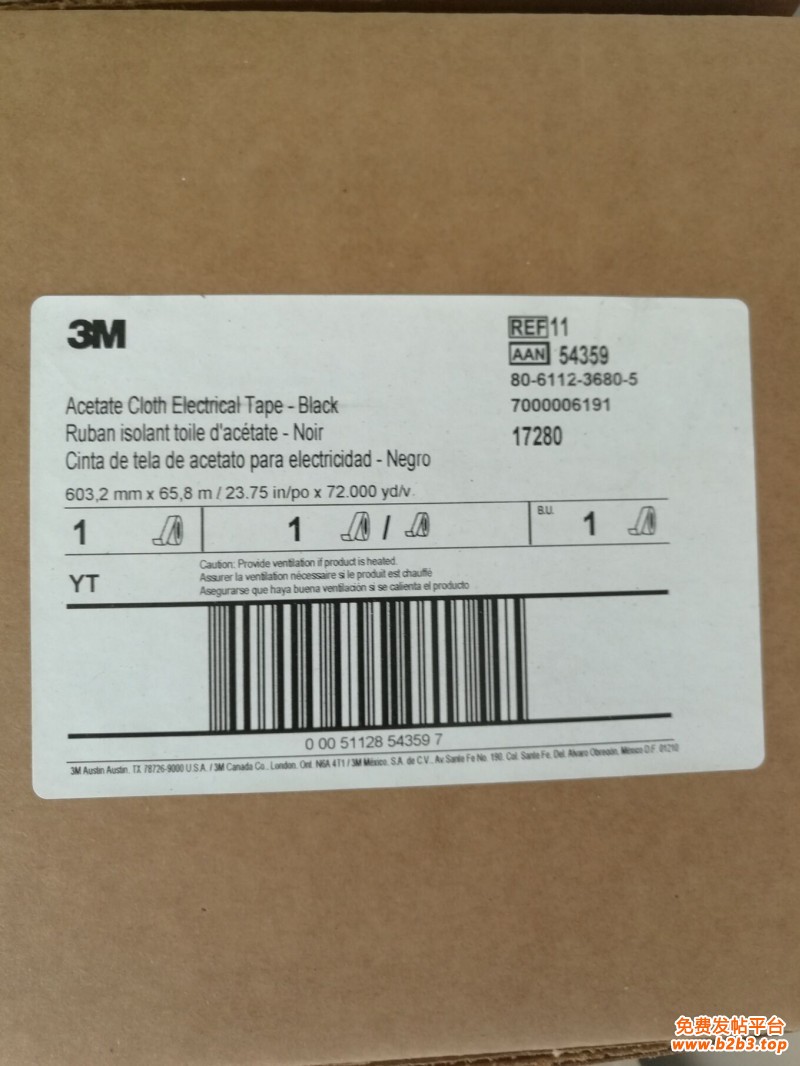 3M
REF 11
AAN 54359
80-6112-3680-5
7000006191
17280
Acetate Cloth Electrical Tape - Black
Ruban isolant toile d'acétate - Noir
Cinta de tela de acetato para electricidad - Negro
603,2 mm x 65,8 m / 23.75 in/po x 72.000 yd/v.
1
1 /
B.U. 1
YT
Caution: Provide ventilation if product is heated.
Assurer la ventilation nécessaire si le produit est chauffé
Asegurarse que haya buena ventilación si se calienta el producto
0 00 51128 54359 7
3M Austin Austin, TX 78726-9000 U.S.A. / 3M Canada Co., London, Ont. N6A 4T1 / 3M México, S.A. de C.V., Av Santa Fe No. 190, Col. Santa Fe, Del. Alvaro Obregón, México D.F. 01210
免费发帖平台
www.b2b3.top